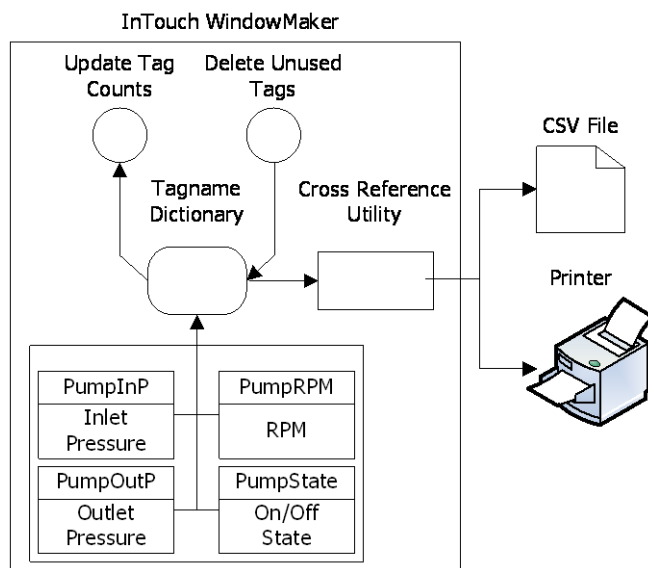 InTouch WindowMaker
Update Tag
Counts
Delete Unused
Tags
CSV File
Tagname
Dictionary
Cross Reference
Utility
Printer
PumpInP
Inlet
Pressure
PumpRPM
RPM
PumpOutP
Outlet
Pressure
PumpState
On/Off
State